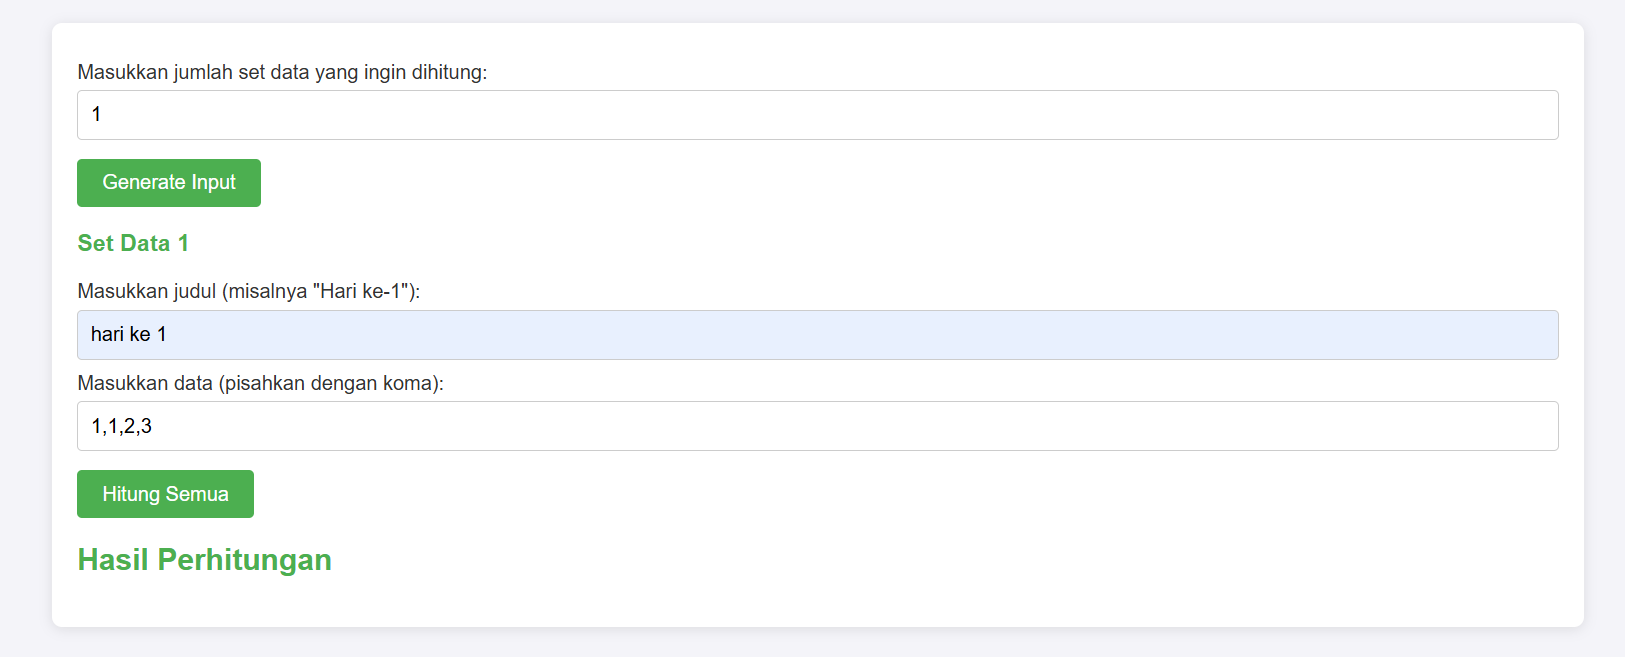 Masukkan jumlah set data yang ingin dihitung:
1
Generate Input
Set Data 1
Masukkan judul (misalnya "Hari ke-1"):
hari ke 1
Masukkan data (pisahkan dengan koma):
1,1,2,3
Hitung Semua
Hasil Perhitungan